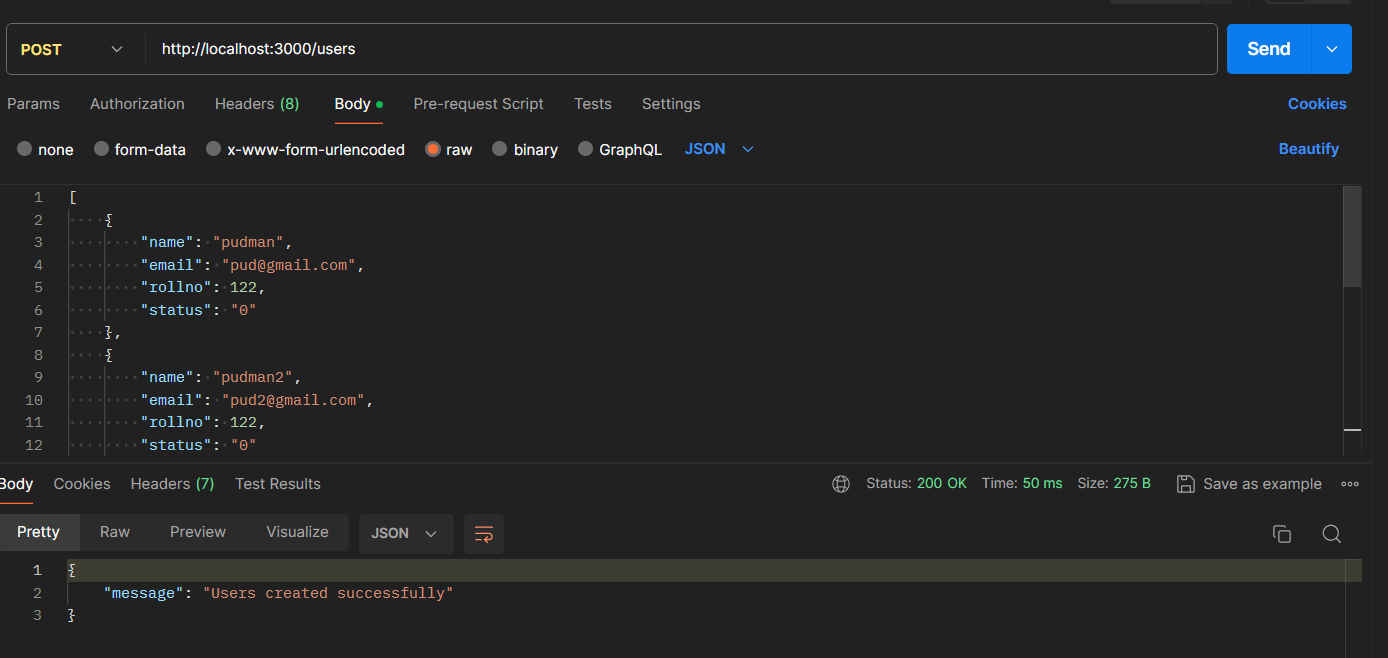 POST http://localhost:3000/users Send
Params Authorization Headers (8) Body Pre-request Script Tests Settings Cookies
none form-data x-www-form-urlencoded raw binary GraphQL JSON Beautify
1 [
2 {
3 "name": "pudman",
4 "email": "pud@gmail.com",
5 "rollno": 122,
6 "status": "0"
7 },
8 {
9 "name": "pudman2",
10 "email": "pud2@gmail.com",
11 "rollno": 122,
12 "status": "0"
Body Cookies Headers (7) Test Results Status: 200 OK Time: 50 ms Size: 275 B Save as example
Pretty Raw Preview Visualize JSON
1 {
2 "message": "Users created successfully"
3 }